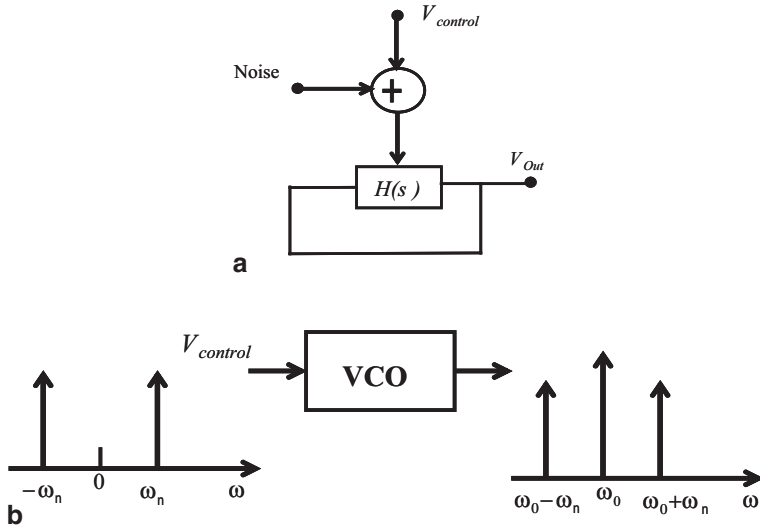 V_control
Noise
+
V_Out
H(s)
a
V_control
VCO
−ω_n 0 ω_n ω
ω_0−ω_n ω_0 ω_0+ω_n ω
b